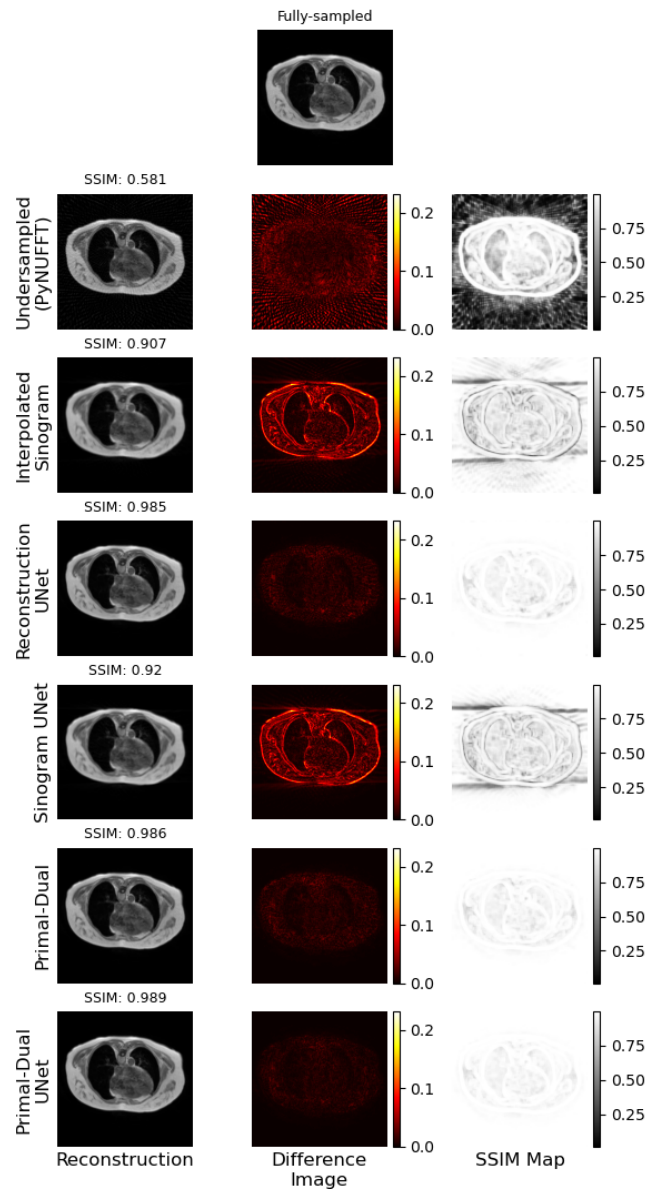 Fully-sampled
SSIM: 0.581
Undersampled
(PyNUFFT)
0.2
0.1
0.0
0.75
0.50
0.25
SSIM: 0.907
Interpolated
Sinogram
0.2
0.1
0.0
0.75
0.50
0.25
SSIM: 0.985
Reconstruction
UNet
0.2
0.1
0.0
0.75
0.50
0.25
SSIM: 0.92
Sinogram UNet
0.2
0.1
0.0
0.75
0.50
0.25
SSIM: 0.986
Primal-Dual
0.2
0.1
0.0
0.75
0.50
0.25
SSIM: 0.989
Primal-Dual
UNet
0.2
0.1
0.0
0.75
0.50
0.25
Reconstruction
Difference
Image
SSIM Map